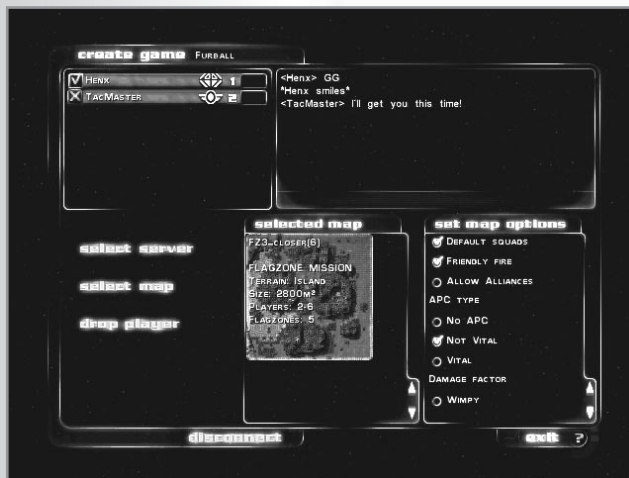 create game FURBALL
HENX 1
TACMASTER 2
<Henx> GG
*Henx smiles*
<TacMaster> I'll get you this time!
select server
select map
drop player
selected map
FZ3_CLOSER(6)
FLAGZONE MISSION
TERRAIN: ISLAND
SIZE: 2800M²
PLAYERS: 2-6
FLAGZONES: 5
set map options
DEFAULT SQUADS
FRIENDLY FIRE
ALLOW ALLIANCES
APC TYPE
NO APC
NOT VITAL
VITAL
DAMAGE FACTOR
WIMPY
disconnect
exit ?